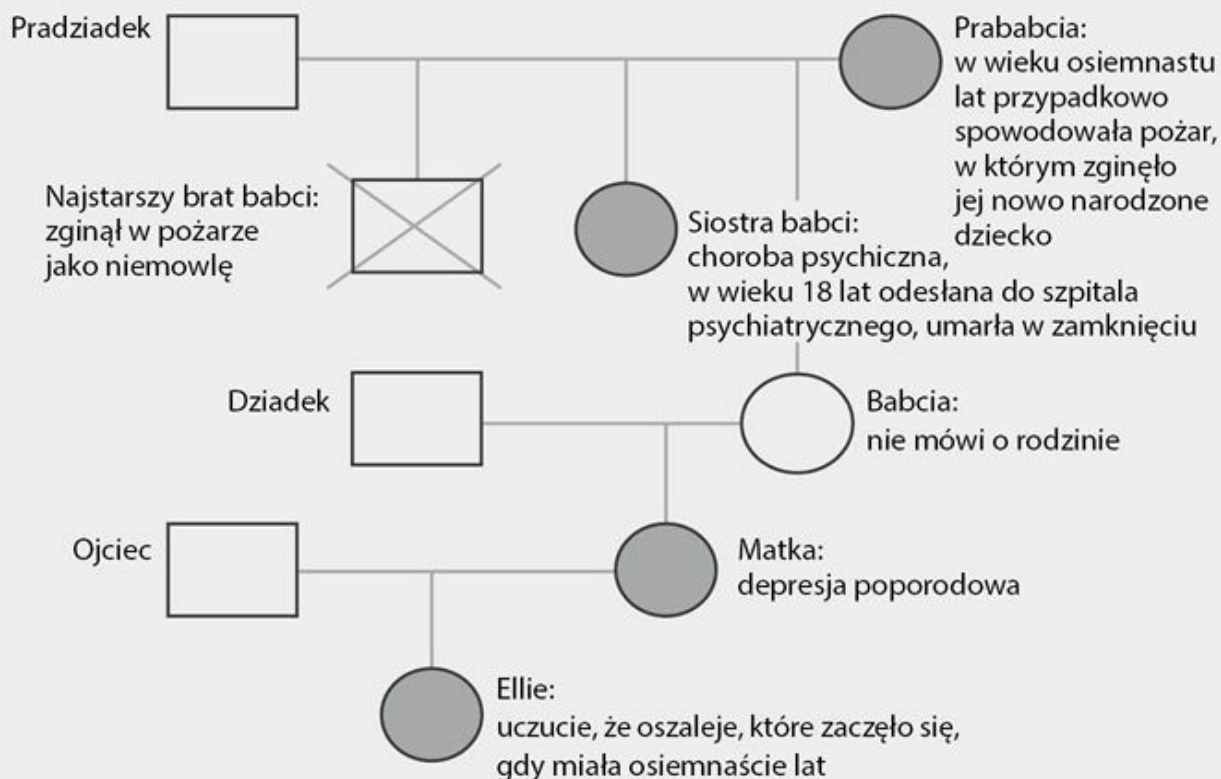 Pradziadek
Prababcia:
w wieku osiemnastu
lat przypadkowo
spowodowała pożar,
w którym zginęło
jej nowo narodzone
dziecko
Najstarszy brat babci:
zginął w pożarze
jako niemowlę
Siostra babci:
choroba psychiczna,
w wieku 18 lat odesłana do szpitala
psychiatrycznego, umarła w zamknięciu
Dziadek
Babcia:
nie mówi o rodzinie
Ojciec
Matka:
depresja poporodowa
Ellie:
uczucie, że oszaleje, które zaczęło się,
gdy miała osiemnaście lat